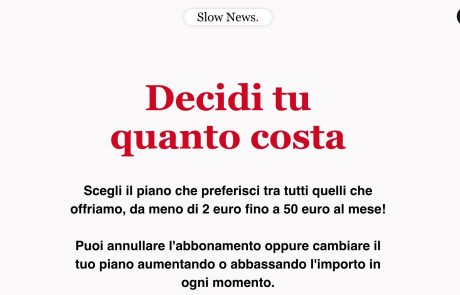 Slow News.
Decidi tu
quanto costa
Scegli il piano che preferisci tra tutti quelli che
offriamo, da meno di 2 euro fino a 50 euro al mese!
Puoi annullare l'abbonamento oppure cambiare il
tuo piano aumentando o abbassando l'importo in
ogni momento.